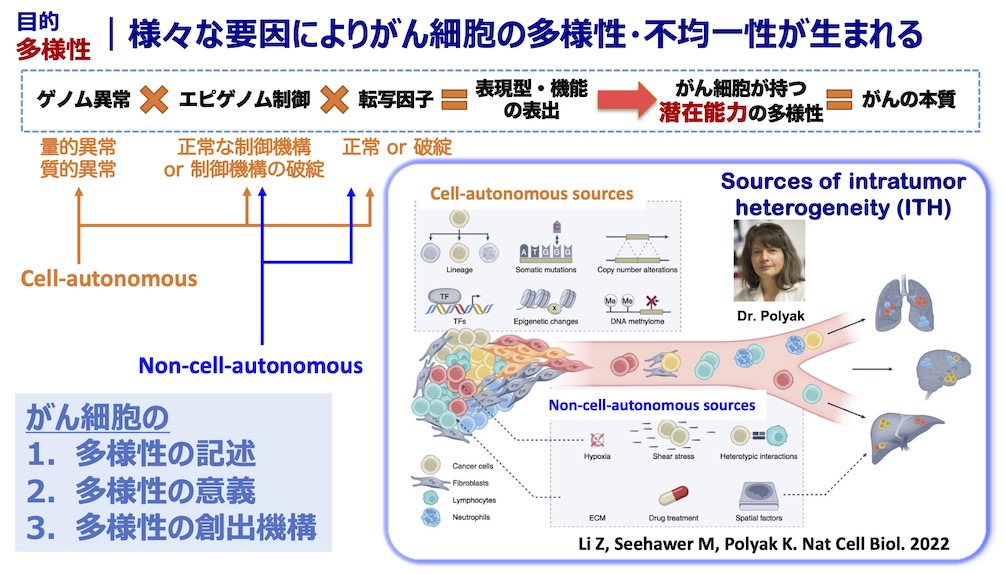 目的
多様性
様々な要因によりがん細胞の多様性・不均一性が生まれる
ゲノム異常 × エピゲノム制御 × 転写因子 = 表現型・機能の表出 がん細胞が持つ潜在能力の多様性 = がんの本質
量的異常
質的異常
正常な制御機構
or 制御機構の破綻
正常 or 破綻
Cell-autonomous
Non-cell-autonomous
がん細胞の
1. 多様性の記述
2. 多様性の意義
3. 多様性の創出機構
Sources of intratumor
heterogeneity (ITH)
Dr. Polyak
Cell-autonomous sources
Lineage
C
A T G G G
Somatic mutations
Copy number alterations
TF
TFs
x
Epigenetic changes
Me Me
DNA methylome
Non-cell-autonomous sources
Hypoxia
Shear stress
Heterotypic interactions
ECM
Drug treatment
Spatial factors
Cancer cells
Fibroblasts
Lymphocytes
Neutrophils
Li Z, Seehawer M, Polyak K. Nat Cell Biol. 2022